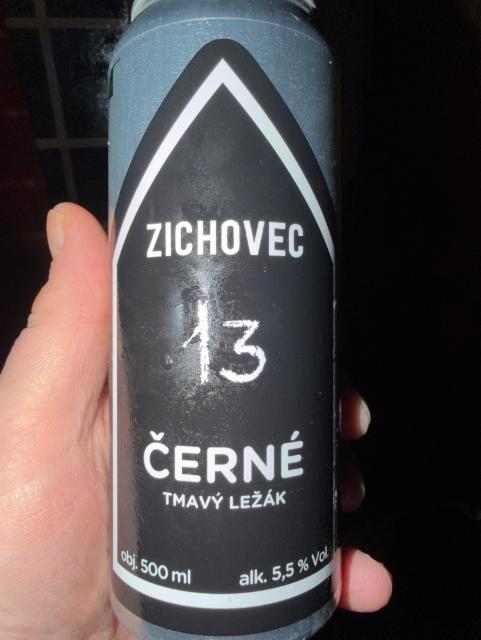 ZICHOVEC
13
ČERNÉ
TMAVÝ LEŽÁK
obj. 500 ml alk. 5,5 % Vol.